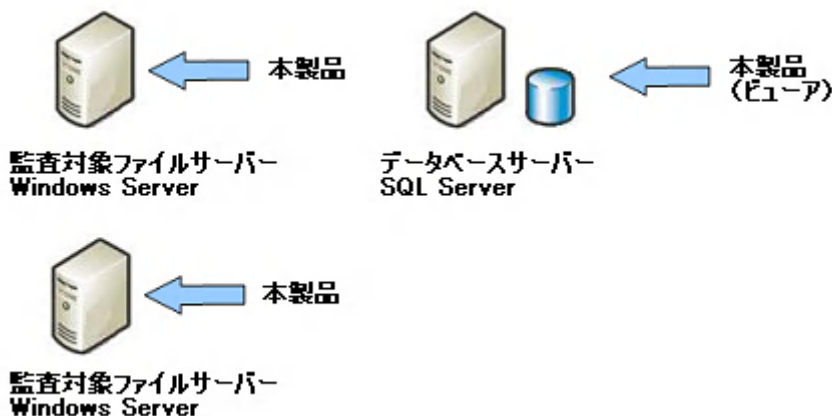 本製品
監査対象ファイルサーバー
Windows Server
本製品
(ビューア)
データベースサーバー
SQL Server
本製品
監査対象ファイルサーバー
Windows Server